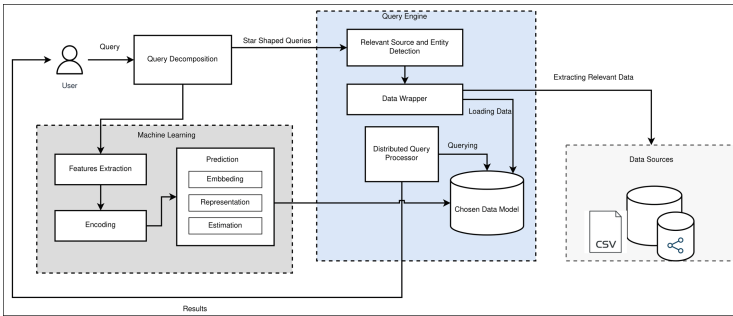 Query Engine
Query
Query Decomposition
Star Shaped Queries
Relevant Source and Entity
Detection
User
Extracting Relevant Data
Data Wrapper
Loading Data
Machine Learning
Features Extraction
Prediction
Embbeding
Representation
Estimation
Encoding
Distributed Query
Processor
Querying
Chosen Data Model
Data Sources
CSV
Results